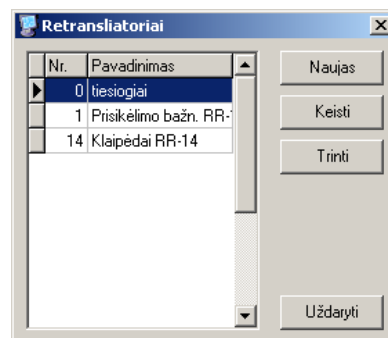 Retransliatoriai
Nr. Pavadinimas
0 tiesiogiai
1 Prisikėlimo bažn. RR-
14 Klaipėdai RR-14
Naujas
Keisti
Trinti
Uždaryti